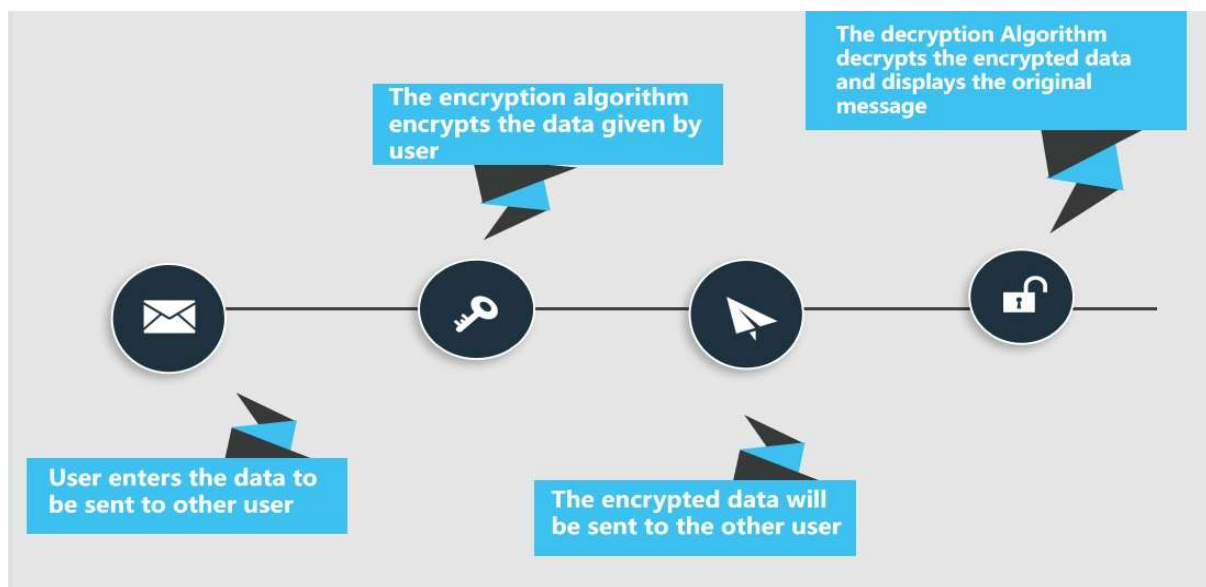 User enters the data to
be sent to other user
The encryption algorithm
encrypts the data given by
user
The encrypted data will
be sent to the other user
The decryption Algorithm
decrypts the encrypted data
and displays the original
message